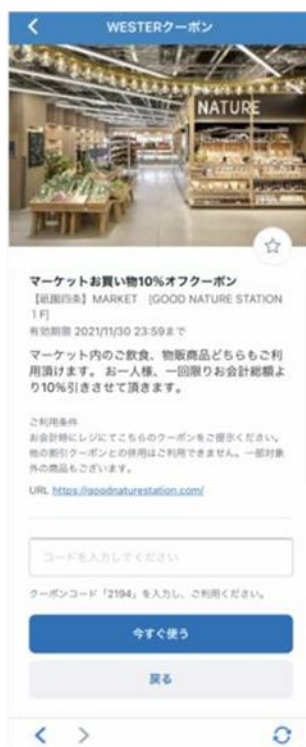 WESTERクーポン
NATURE
マーケットお買い物10%オフクーポン
【祇園四条】MARKET [GOOD NATURE STATION
1F]
有効期限 2021/11/30 23:59まで
マーケット内のご飲食、物販商品どちらもご利
用頂けます。 お一人様、一回限りお会計総額よ
り10%引きさせて頂きます。
ご利用条件
お会計時にレジにてこちらのクーポンをご提示ください。
他の割引クーポンとの併用はご利用できません。一部対象
外の商品もございます。
URL https://goodnaturestation.com/
コードを入力してください
クーポンコード「2194」を入力し、ご利用ください。
今すぐ使う
戻る